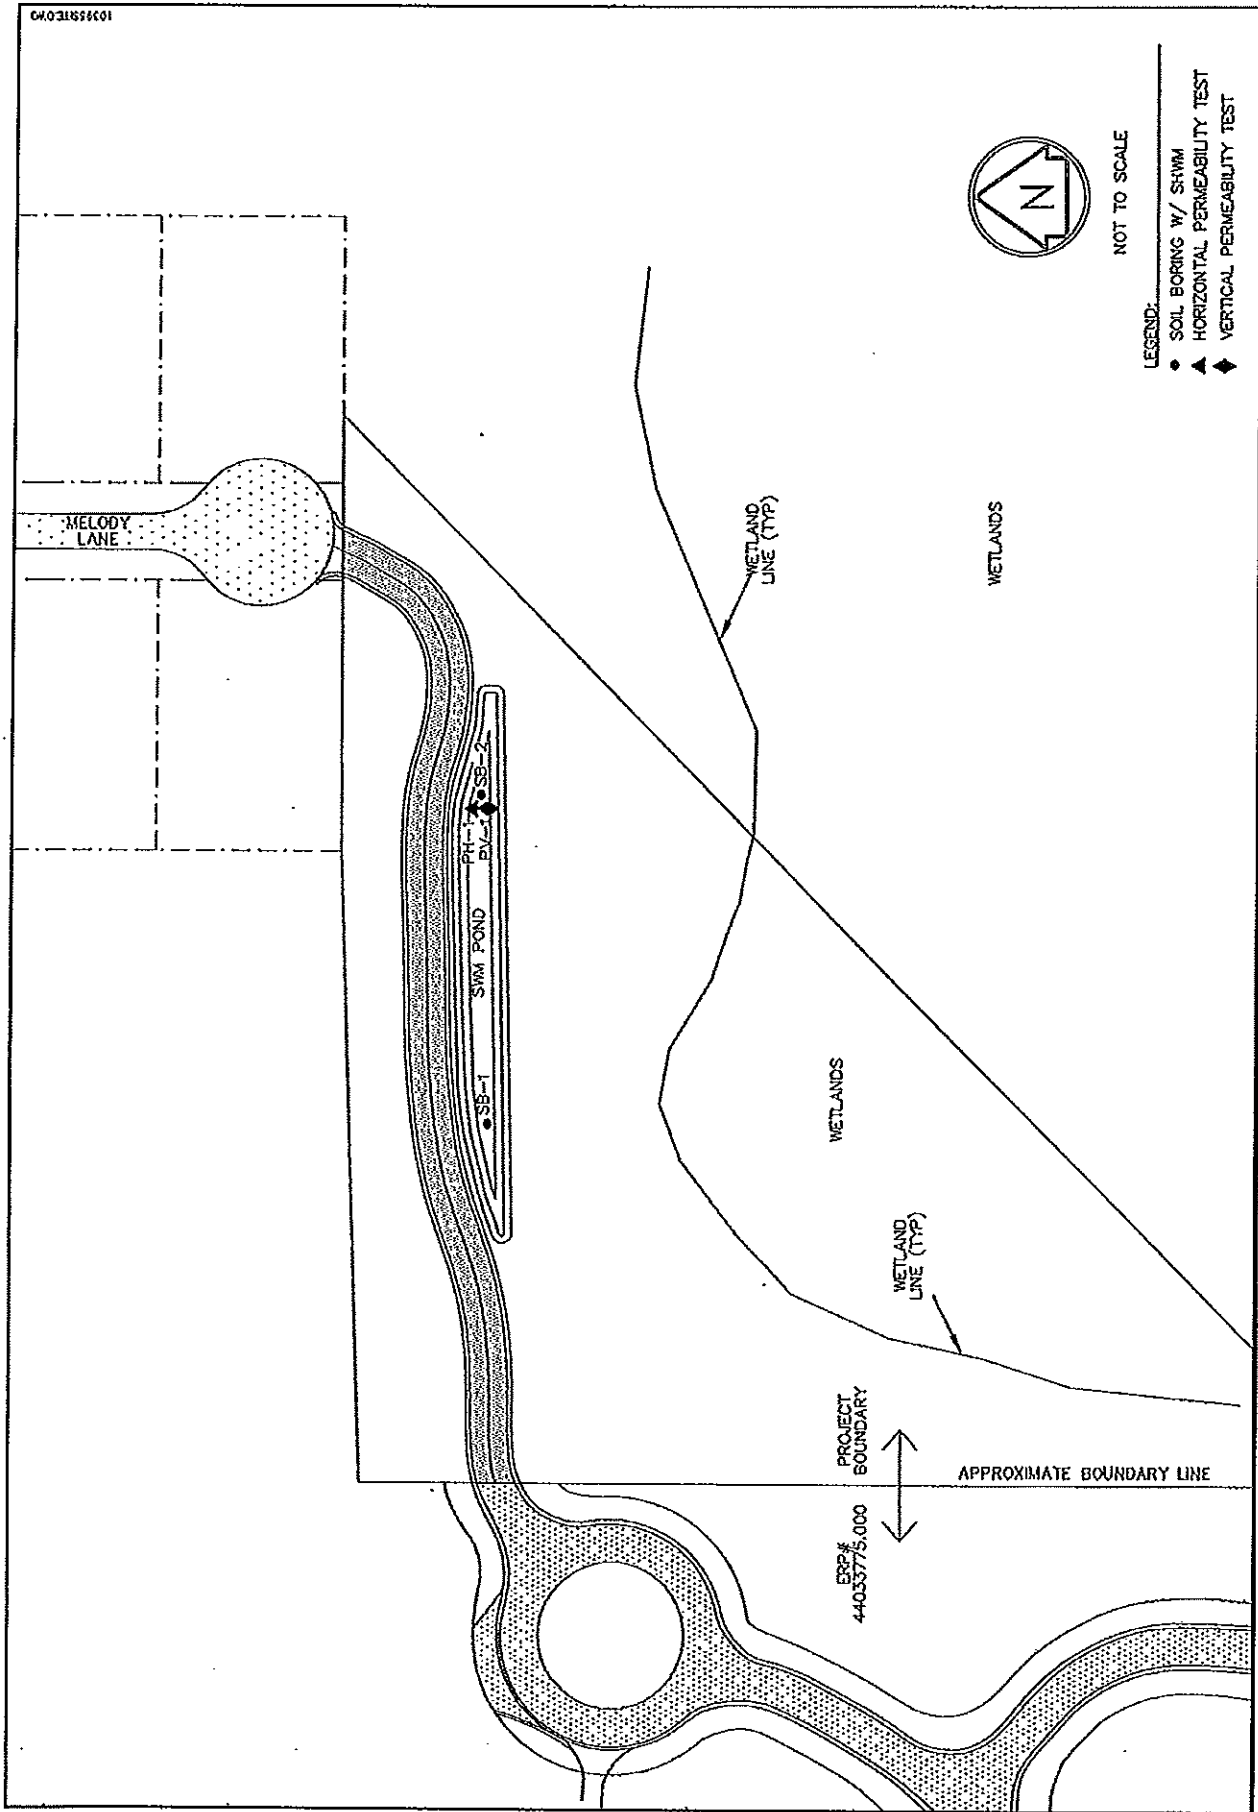 MELODY
LANE
PH-1
PV-1
SB-2
SWM POND
SB-1
WETLAND
LINE (TYP)
WETLANDS
WETLANDS
WETLAND
LINE (TYP)
ERP#
44033775.000
PROJECT
BOUNDARY
APPROXIMATE BOUNDARY LINE
N
NOT TO SCALE
LEGEND:
SOIL BORING W/ SHWM
HORIZONTAL PERMEABILITY TEST
VERTICAL PERMEABILITY TEST